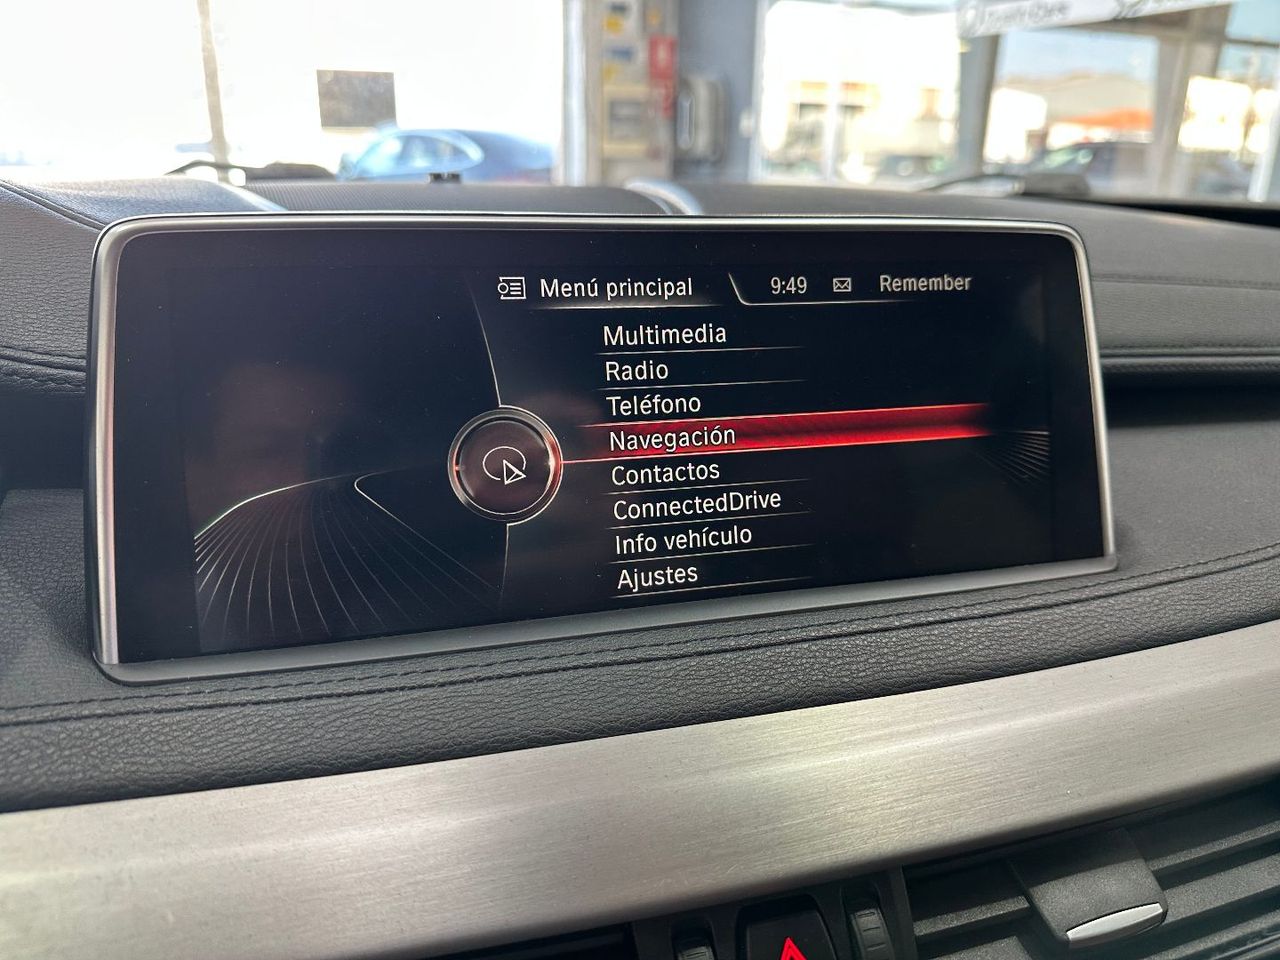 Menú principal 9:49 Remember
Multimedia
Radio
Teléfono
Navegación
Contactos
ConnectedDrive
Info vehículo
Ajustes